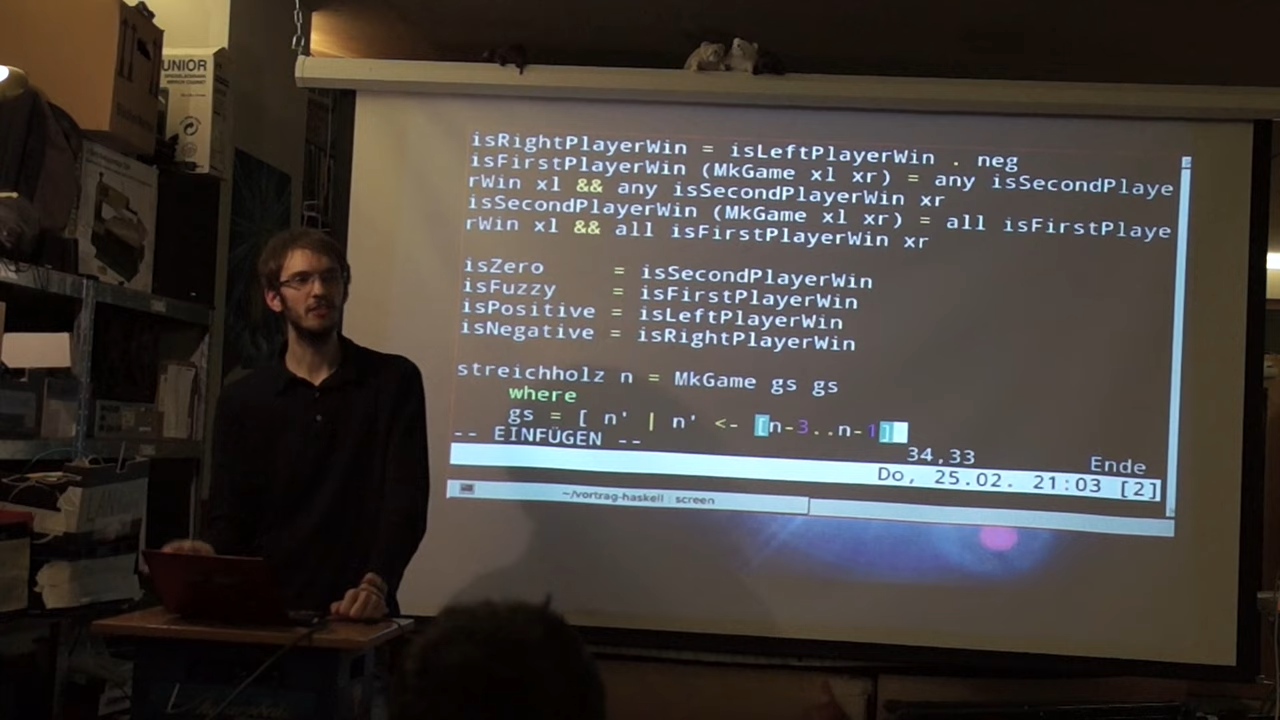 UNIOR
isRightPlayerWin = isLeftPlayerWin . neg
isFirstPlayerWin (MkGame xl xr) = any isSecondPlaye
rWin xl && any isSecondPlayerWin xr
isSecondPlayerWin (MkGame xl xr) = all isFirstPlaye
rWin xl && all isFirstPlayerWin xr
isZero = isSecondPlayerWin
isFuzzy = isFirstPlayerWin
isPositive = isLeftPlayerWin
isNegative = isRightPlayerWin
streichholz n = MkGame gs gs
where
gs = [ n' | n' <- [n-3..n-1]
-- EINFÜGEN --
34,33 Ende
Do, 25.02. 21:03 [2]
~/vortrag-haskell : screen